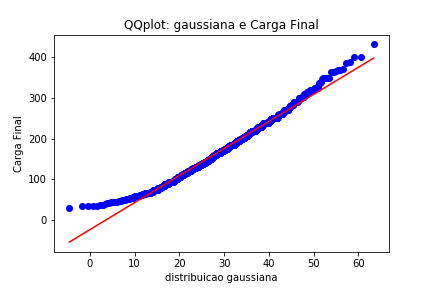 QQplot: gaussiana e Carga Final
400
300
200
100
0
Carga Final
0 10 20 30 40 50 60
distribuicao gaussiana